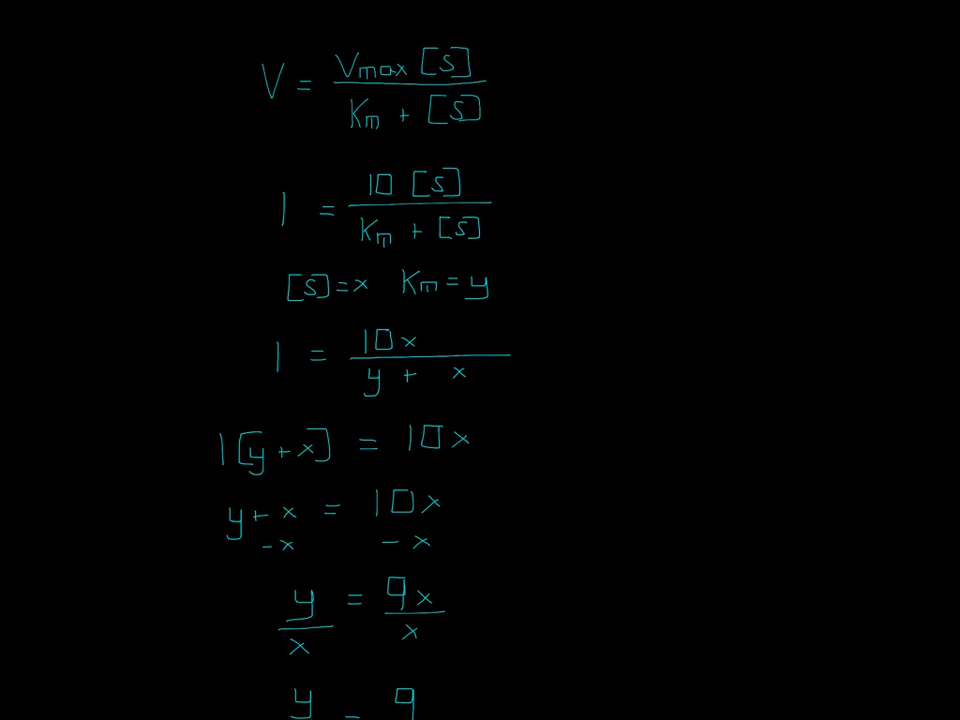 V = Vmax [S] / Km + [S]
1 = 10 [S] / Km + [S]
[S] = x Km = y
1 = 10x / y + x
1[y + x] = 10x
y + x = 10x
- x - x
y / x = 9x / x
y = 9